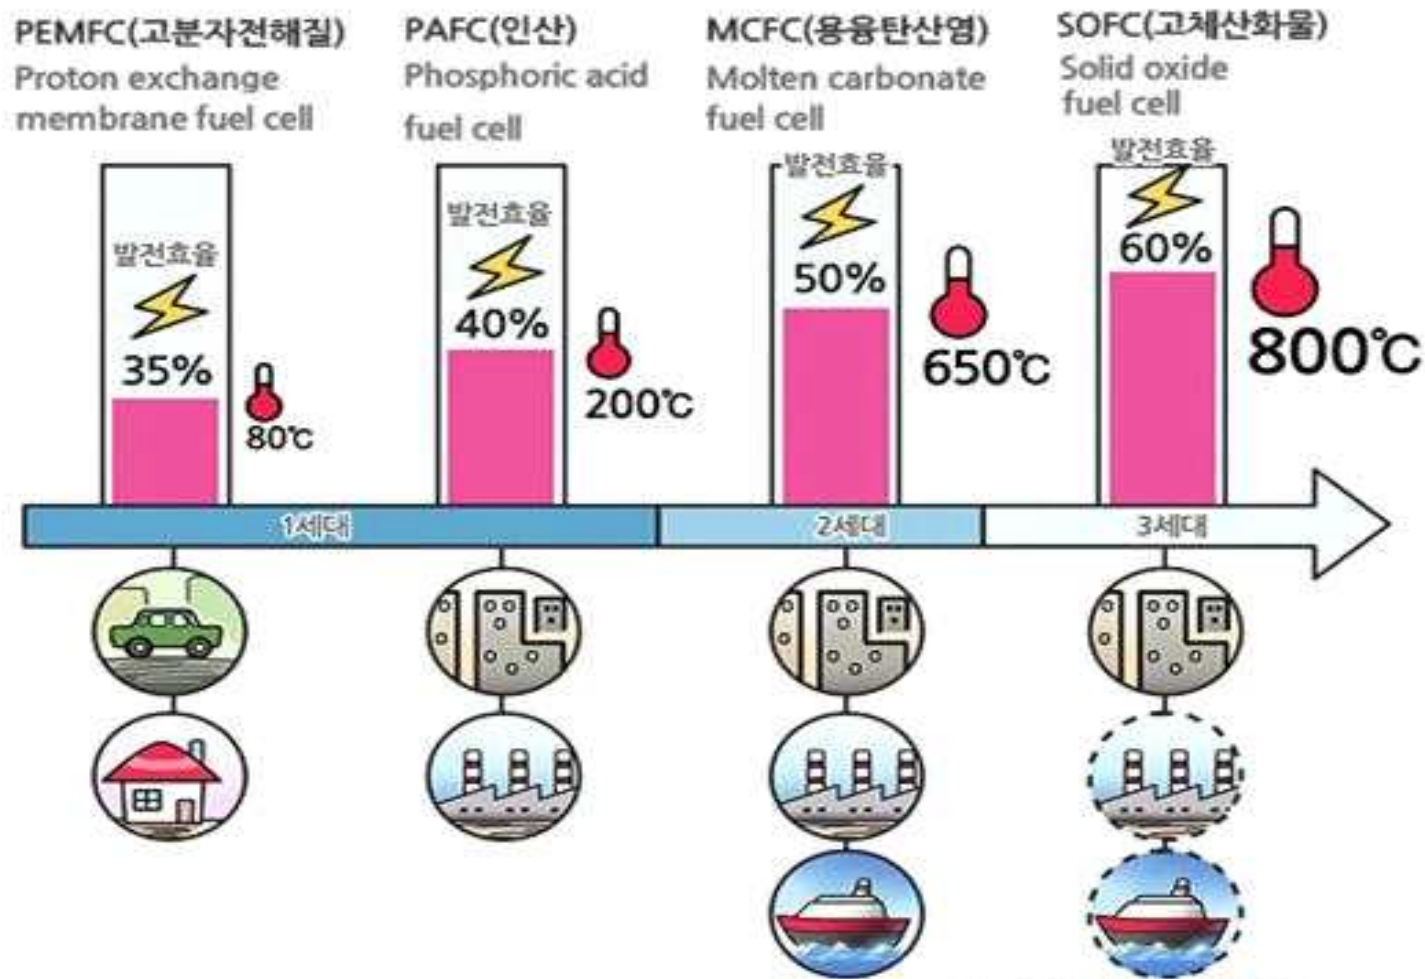 PEMFC(고분자전해질)
Proton exchange
membrane fuel cell
발전효율
35%
80℃
PAFC(인산)
Phosphoric acid
fuel cell
발전효율
40%
200℃
MCFC(용융탄산염)
Molten carbonate
fuel cell
발전효율
50%
650℃
SOFC(고체산화물)
Solid oxide
fuel cell
발전효율
60%
800℃
1세대
2세대
3세대